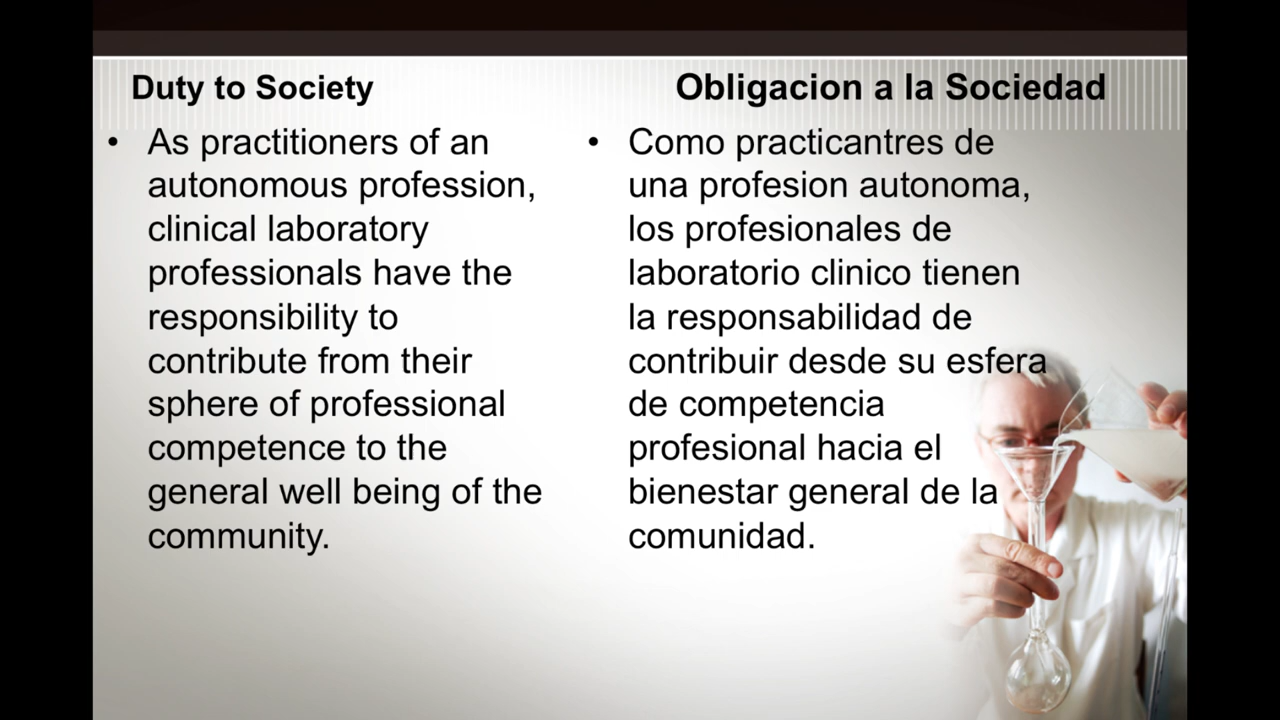 Duty to Society
• As practitioners of an
autonomous profession,
clinical laboratory
professionals have the
responsibility to
contribute from their
sphere of professional
competence to the
general well being of the
community.
Obligacion a la Sociedad
• Como practicantres de
una profesion autonoma,
los profesionales de
laboratorio clinico tienen
la responsabilidad de
contribuir desde su esfera
de competencia
profesional hacia el
bienestar general de la
comunidad.